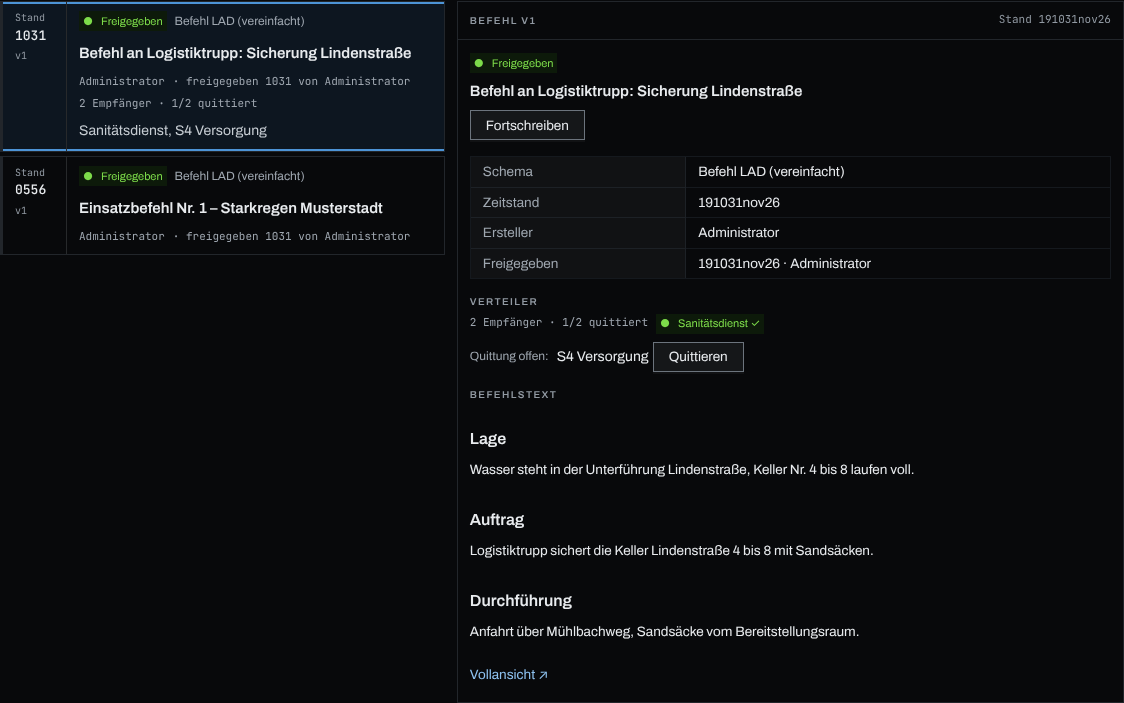 Stand
1031
v1
Freigegeben Befehl LAD (vereinfacht)
Befehl an Logistiktrupp: Sicherung Lindenstraße
Administrator · freigegeben 1031 von Administrator
2 Empfänger · 1/2 quittiert
Sanitätsdienst, S4 Versorgung
Stand
0556
v1
Freigegeben Befehl LAD (vereinfacht)
Einsatzbefehl Nr. 1 – Starkregen Musterstadt
Administrator · freigegeben 1031 von Administrator
BEFEHL V1 Stand 191031nov26
Freigegeben
Befehl an Logistiktrupp: Sicherung Lindenstraße
Fortschreiben
Schema Befehl LAD (vereinfacht)
Zeitstand 191031nov26
Ersteller Administrator
Freigegeben 191031nov26 · Administrator
VERTEILER
2 Empfänger · 1/2 quittiert Sanitätsdienst ✓
Quittung offen: S4 Versorgung Quittieren
BEFEHLSTEXT
Lage
Wasser steht in der Unterführung Lindenstraße, Keller Nr. 4 bis 8 laufen voll.
Auftrag
Logistiktrupp sichert die Keller Lindenstraße 4 bis 8 mit Sandsäcken.
Durchführung
Anfahrt über Mühlbachweg, Sandsäcke vom Bereitstellungsraum.
Vollansicht ↗